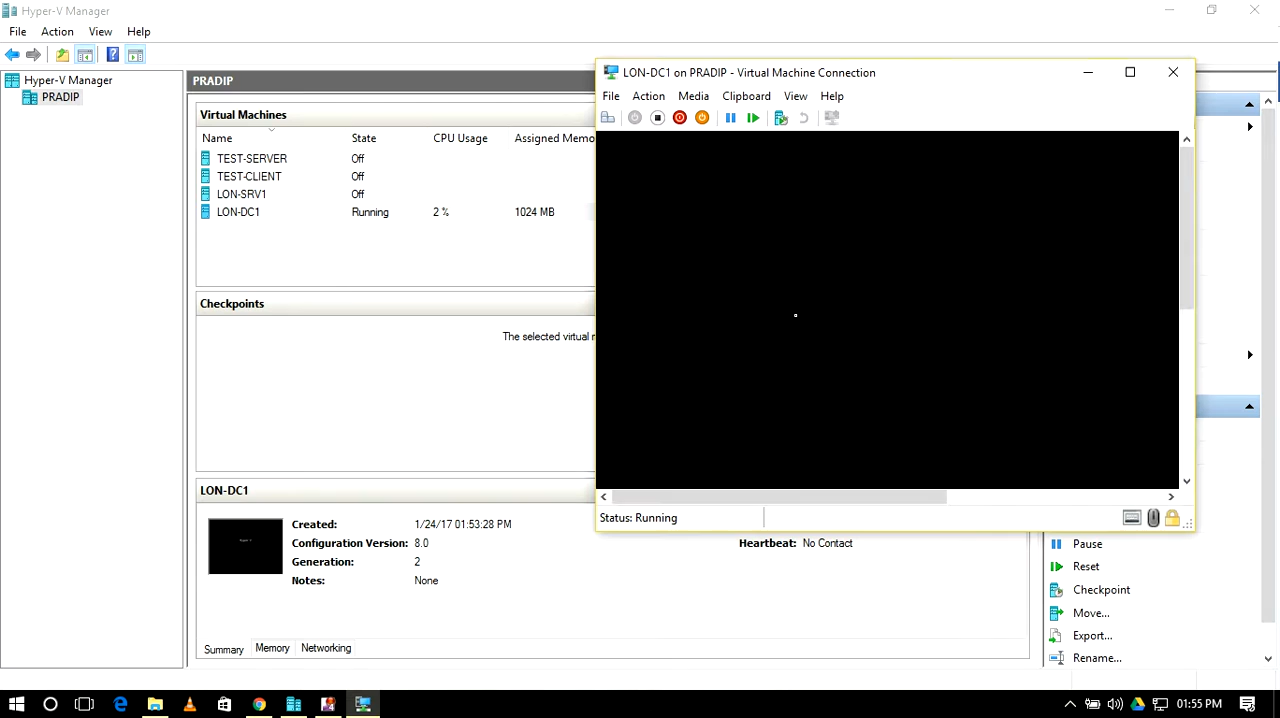 Hyper-V Manager
File Action View Help
Hyper-V Manager
PRADIP
PRADIP
Virtual Machines
Name State CPU Usage Assigned Memo
TEST-SERVER Off
TEST-CLIENT Off
LON-SRV1 Off
LON-DC1 Running 2 % 1024 MB
Checkpoints
The selected virtual
LON-DC1
Created: 1/24/17 01:53:28 PM
Configuration Version: 8.0
Generation: 2
Notes: None
Heartbeat: No Contact
Summary Memory Networking
LON-DC1 on PRADIP - Virtual Machine Connection
File Action Media Clipboard View Help
Status: Running
Pause
Reset
Checkpoint
Move...
Export...
Rename...
01:55 PM